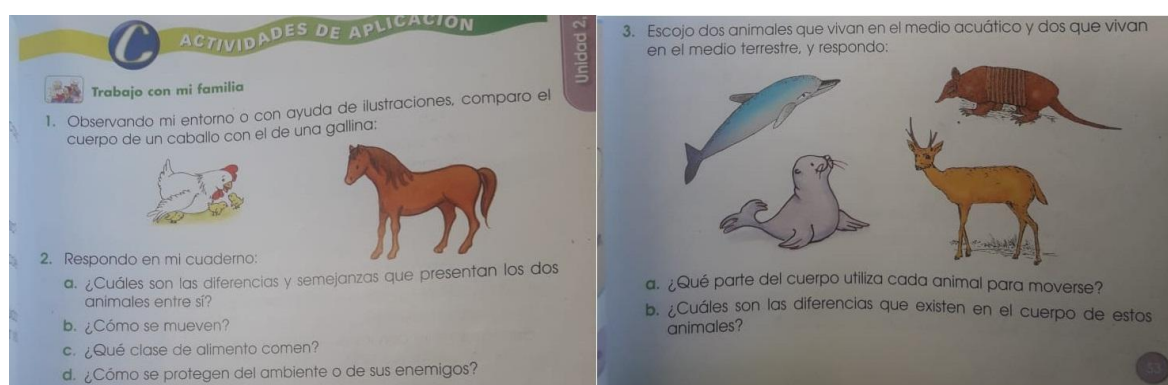 C ACTIVIDADES DE APLICACIÓN
Unidad 2,
Trabajo con mi familia
1. Observando mi entorno o con ayuda de ilustraciones, comparo el
cuerpo de un caballo con el de una gallina:
2. Respondo en mi cuaderno:
a. ¿Cuáles son las diferencias y semejanzas que presentan los dos
animales entre sí?
b. ¿Cómo se mueven?
c. ¿Qué clase de alimento comen?
d. ¿Cómo se protegen del ambiente o de sus enemigos?
3. Escojo dos animales que vivan en el medio acuático y dos que vivan
en el medio terrestre, y respondo:
a. ¿Qué parte del cuerpo utiliza cada animal para moverse?
b. ¿Cuáles son las diferencias que existen en el cuerpo de estos
animales?
53